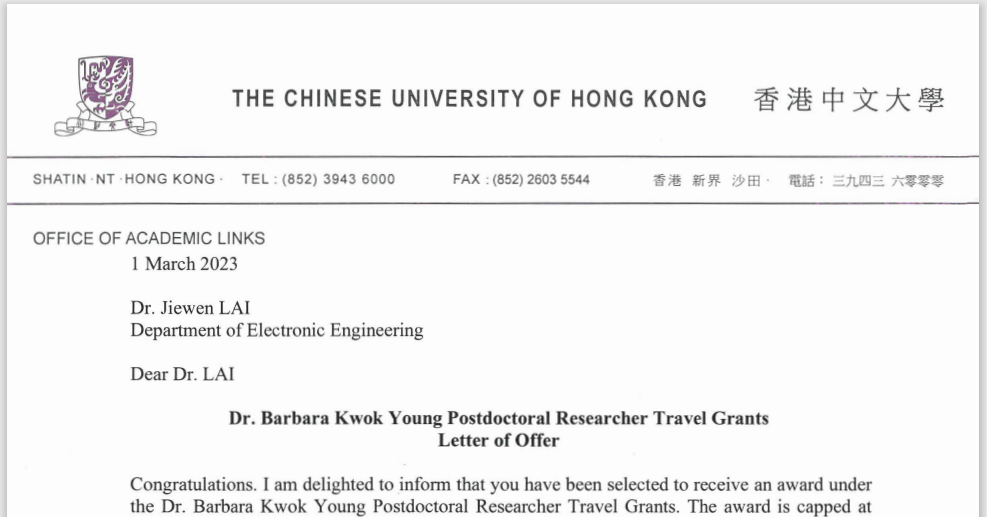 THE CHINESE UNIVERSITY OF HONG KONG 香港中文大學
SHATIN · NT · HONG KONG · TEL : (852) 3943 6000 FAX : (852) 2603 5544 香港 新界 沙田 · 電話 : 三九四三 六零零零
OFFICE OF ACADEMIC LINKS
1 March 2023
Dr. Jiewen LAI
Department of Electronic Engineering
Dear Dr. LAI
Dr. Barbara Kwok Young Postdoctoral Researcher Travel Grants
Letter of Offer
Congratulations. I am delighted to inform that you have been selected to receive an award under
the Dr. Barbara Kwok Young Postdoctoral Researcher Travel Grants. The award is capped at